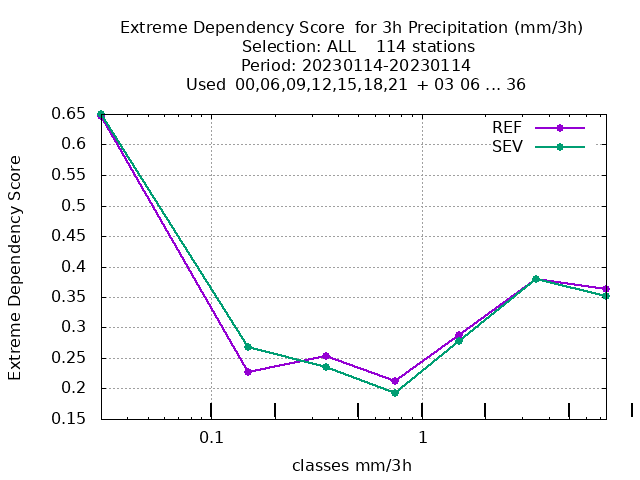 Extreme Dependency Score  for 3h Precipitation (mm/3h)
Selection: ALL    114 stations
Period: 20230114-20230114
Used  00,06,09,12,15,18,21  + 03 06 ... 36
REF
SEV
0.65
0.6
0.55
0.5
0.45
0.4
0.35
0.3
0.25
0.2
0.15
Extreme Dependency Score
0.1
1
classes mm/3h